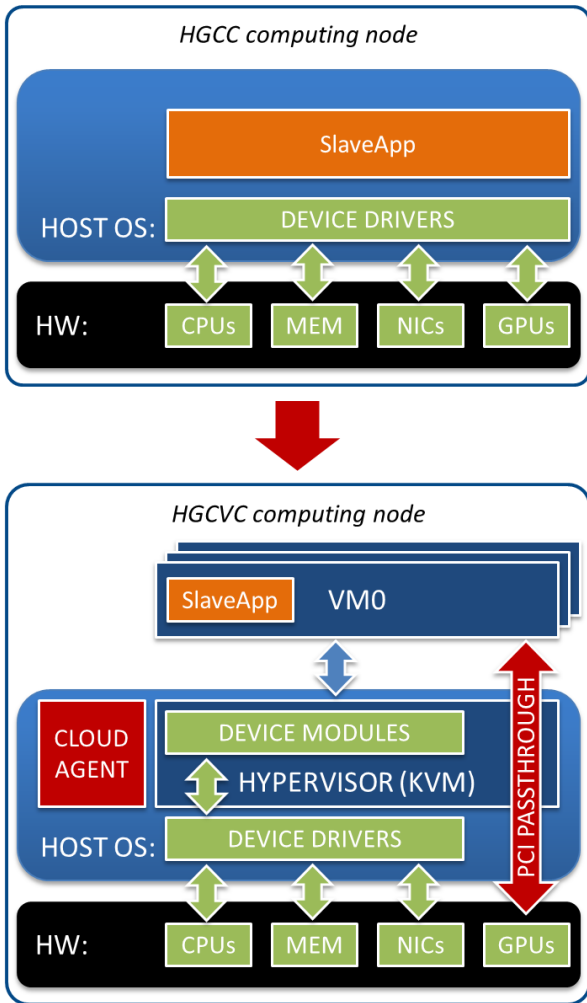 HGCC computing node
SlaveApp
HOST OS:
DEVICE DRIVERS
HW:
CPUs
MEM
NICs
GPUs
HGCVC computing node
SlaveApp
VM0
CLOUD
AGENT
DEVICE MODULES
HYPERVISOR (KVM)
PCI PASSTHROUGH
HOST OS:
DEVICE DRIVERS
HW:
CPUs
MEM
NICs
GPUs